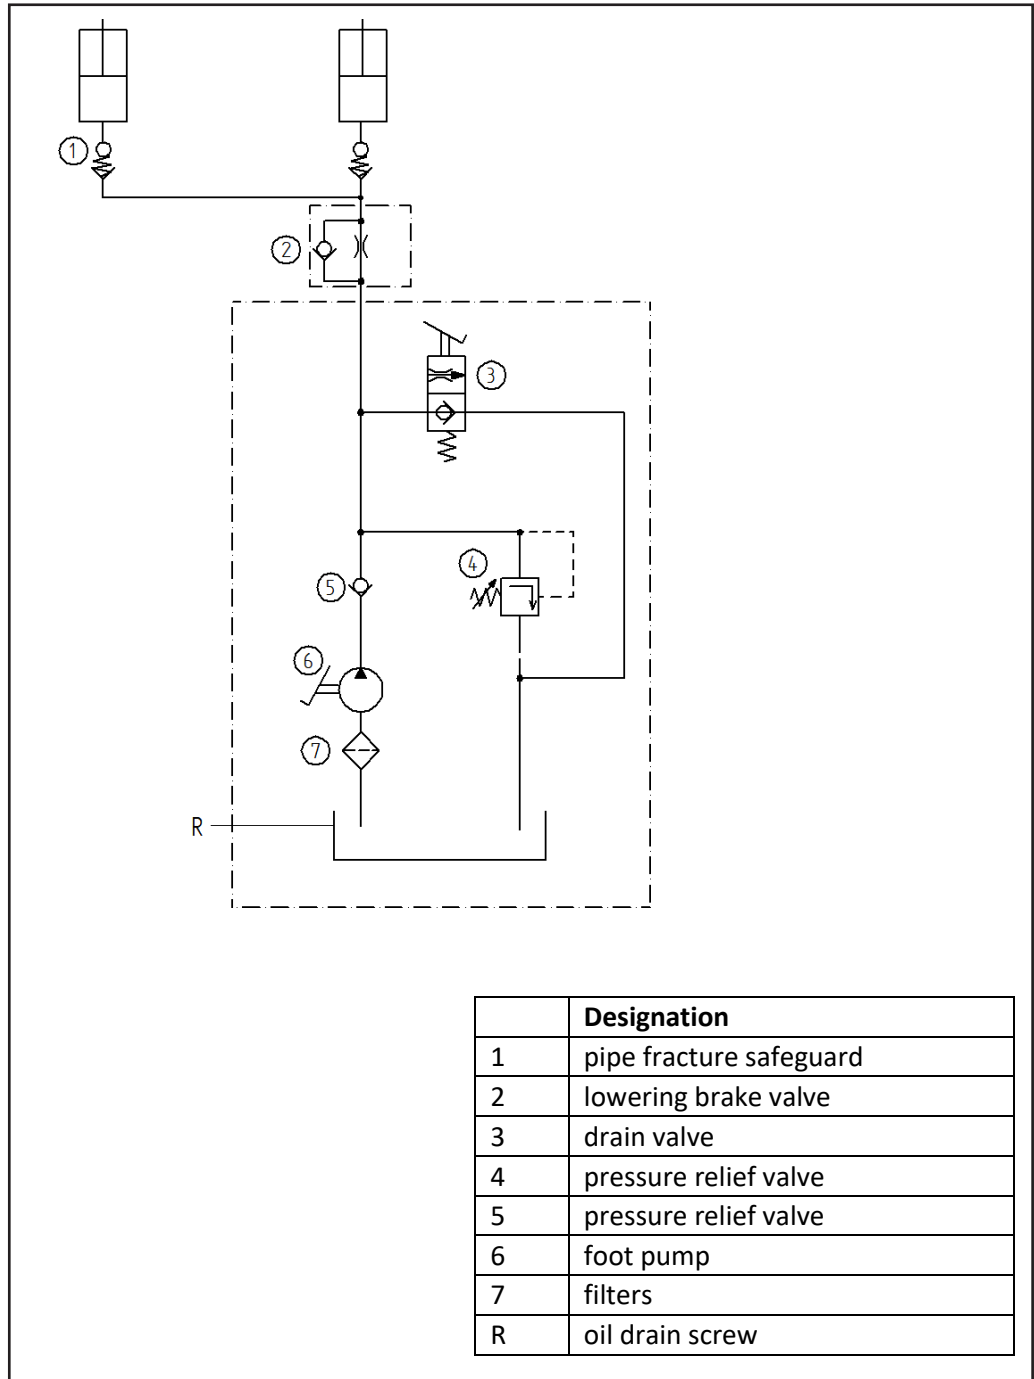 1
2
3
4
5
6
7
R
Designation
1 pipe fracture safeguard
2 lowering brake valve
3 drain valve
4 pressure relief valve
5 pressure relief valve
6 foot pump
7 filters
R oil drain screw